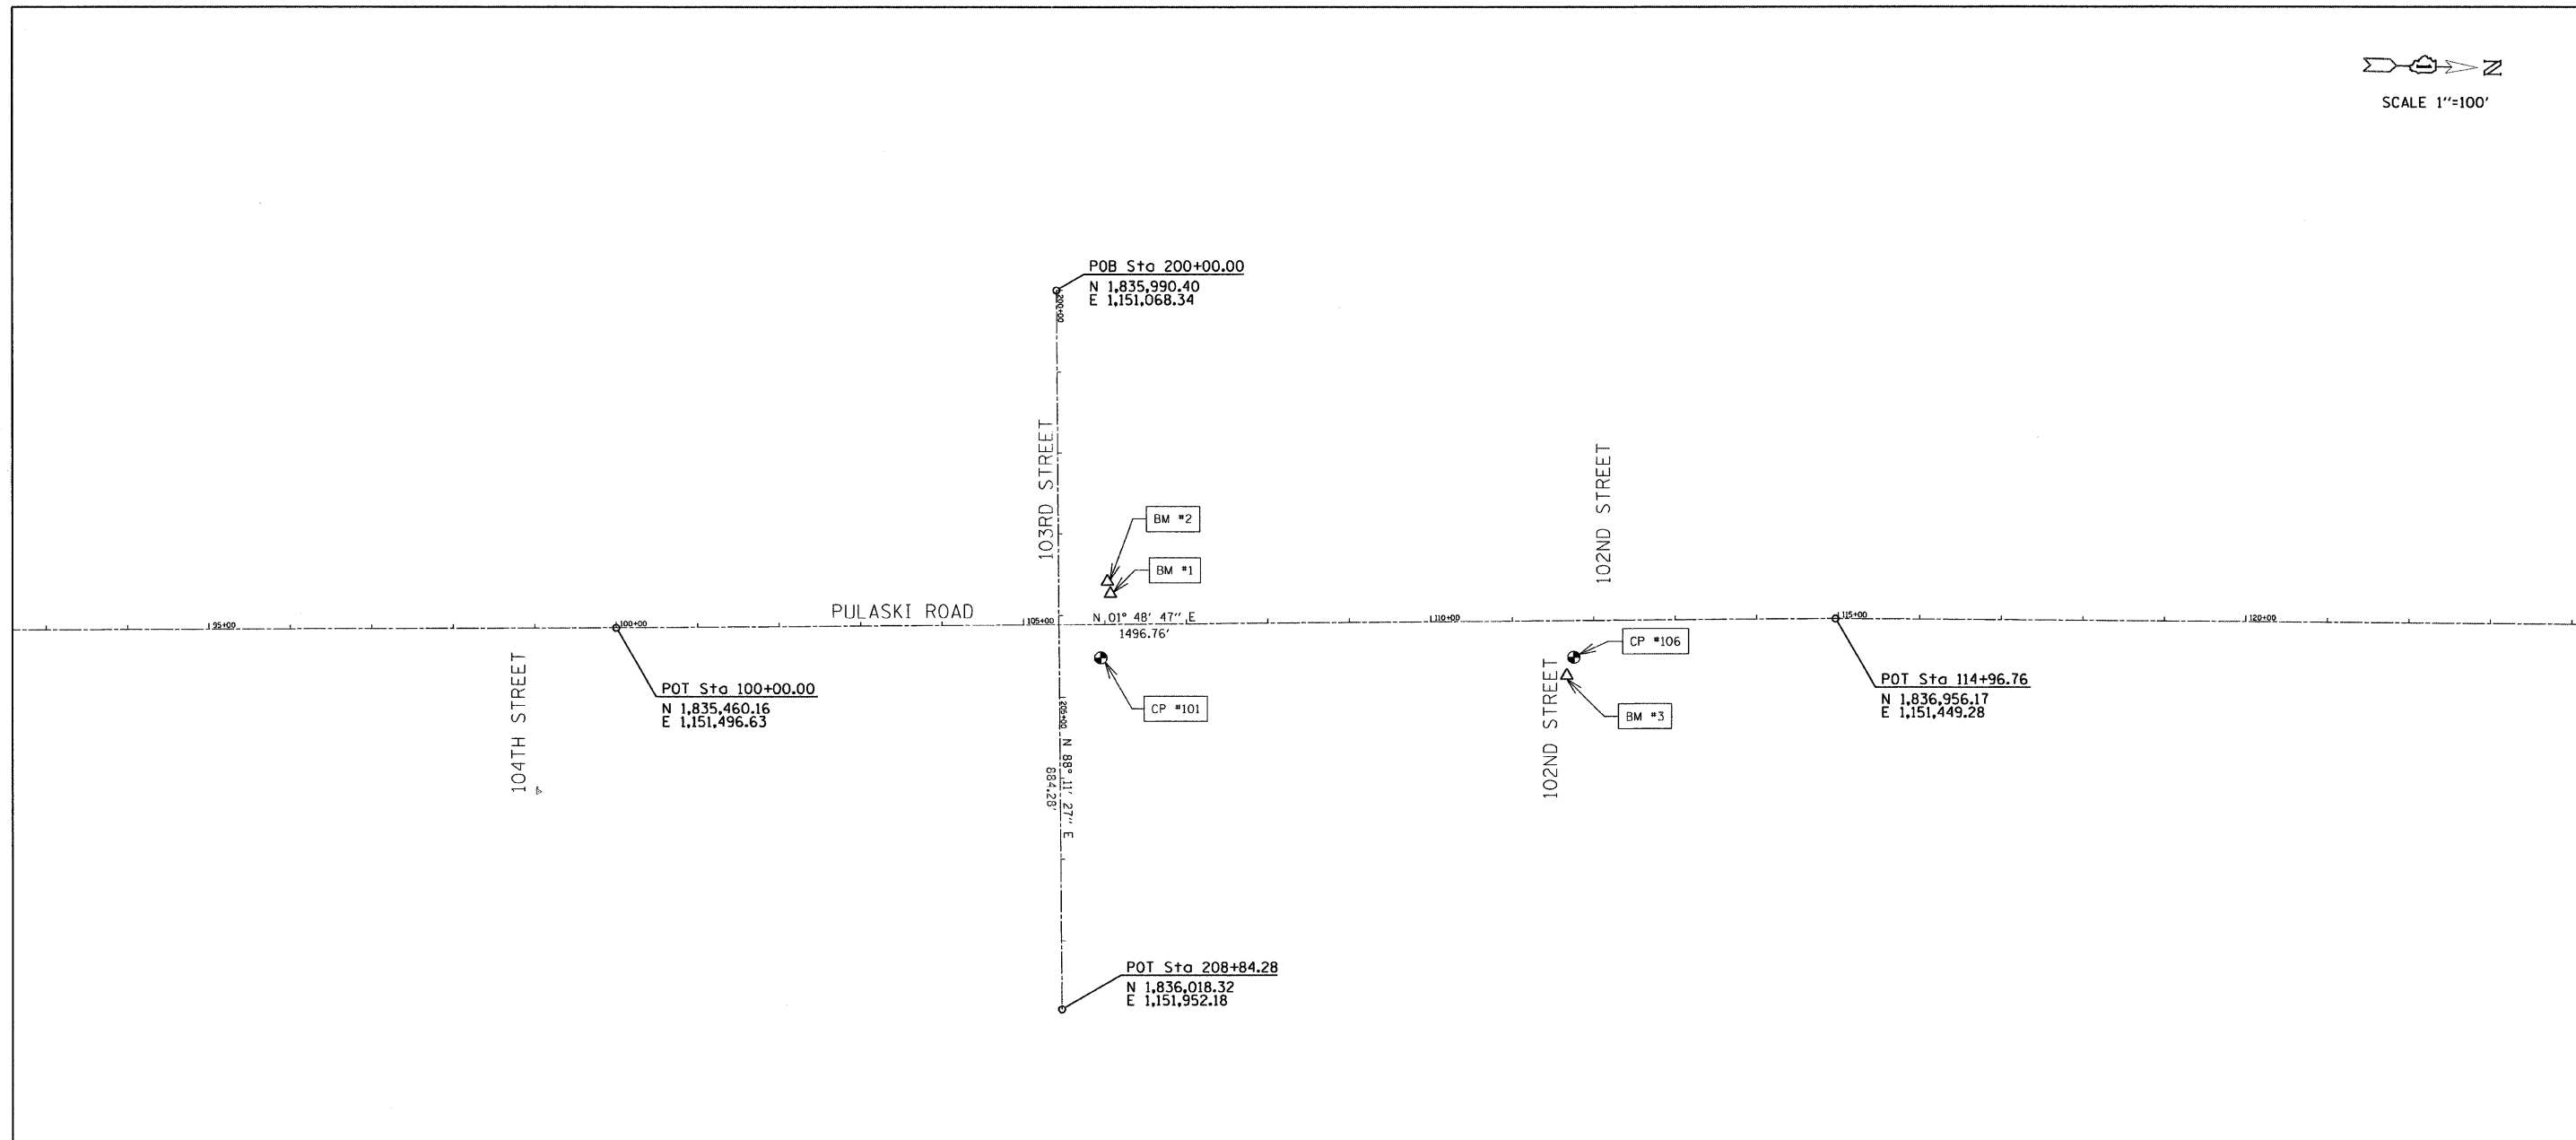 N
SCALE 1"=100'
POB Sta 200+00.00
N 1,835,990.40
E 1,151,068.34
200+00
103RD STREET
102ND STREET
BM #2
BM #1
PULASKI ROAD
95+00
100+00
105+00
N 01° 48' 47" E
1496.76'
110+00
115+00
120+00
CP #106
CP #101
BM #3
104TH STREET
102ND STREET
POT Sta 100+00.00
N 1,835,460.16
E 1,151,496.63
POT Sta 114+96.76
N 1,836,956.17
E 1,151,449.28
205+00
N 88° 11' 27" E
884.28'
POT Sta 208+84.28
N 1,836,018.32
E 1,151,952.18